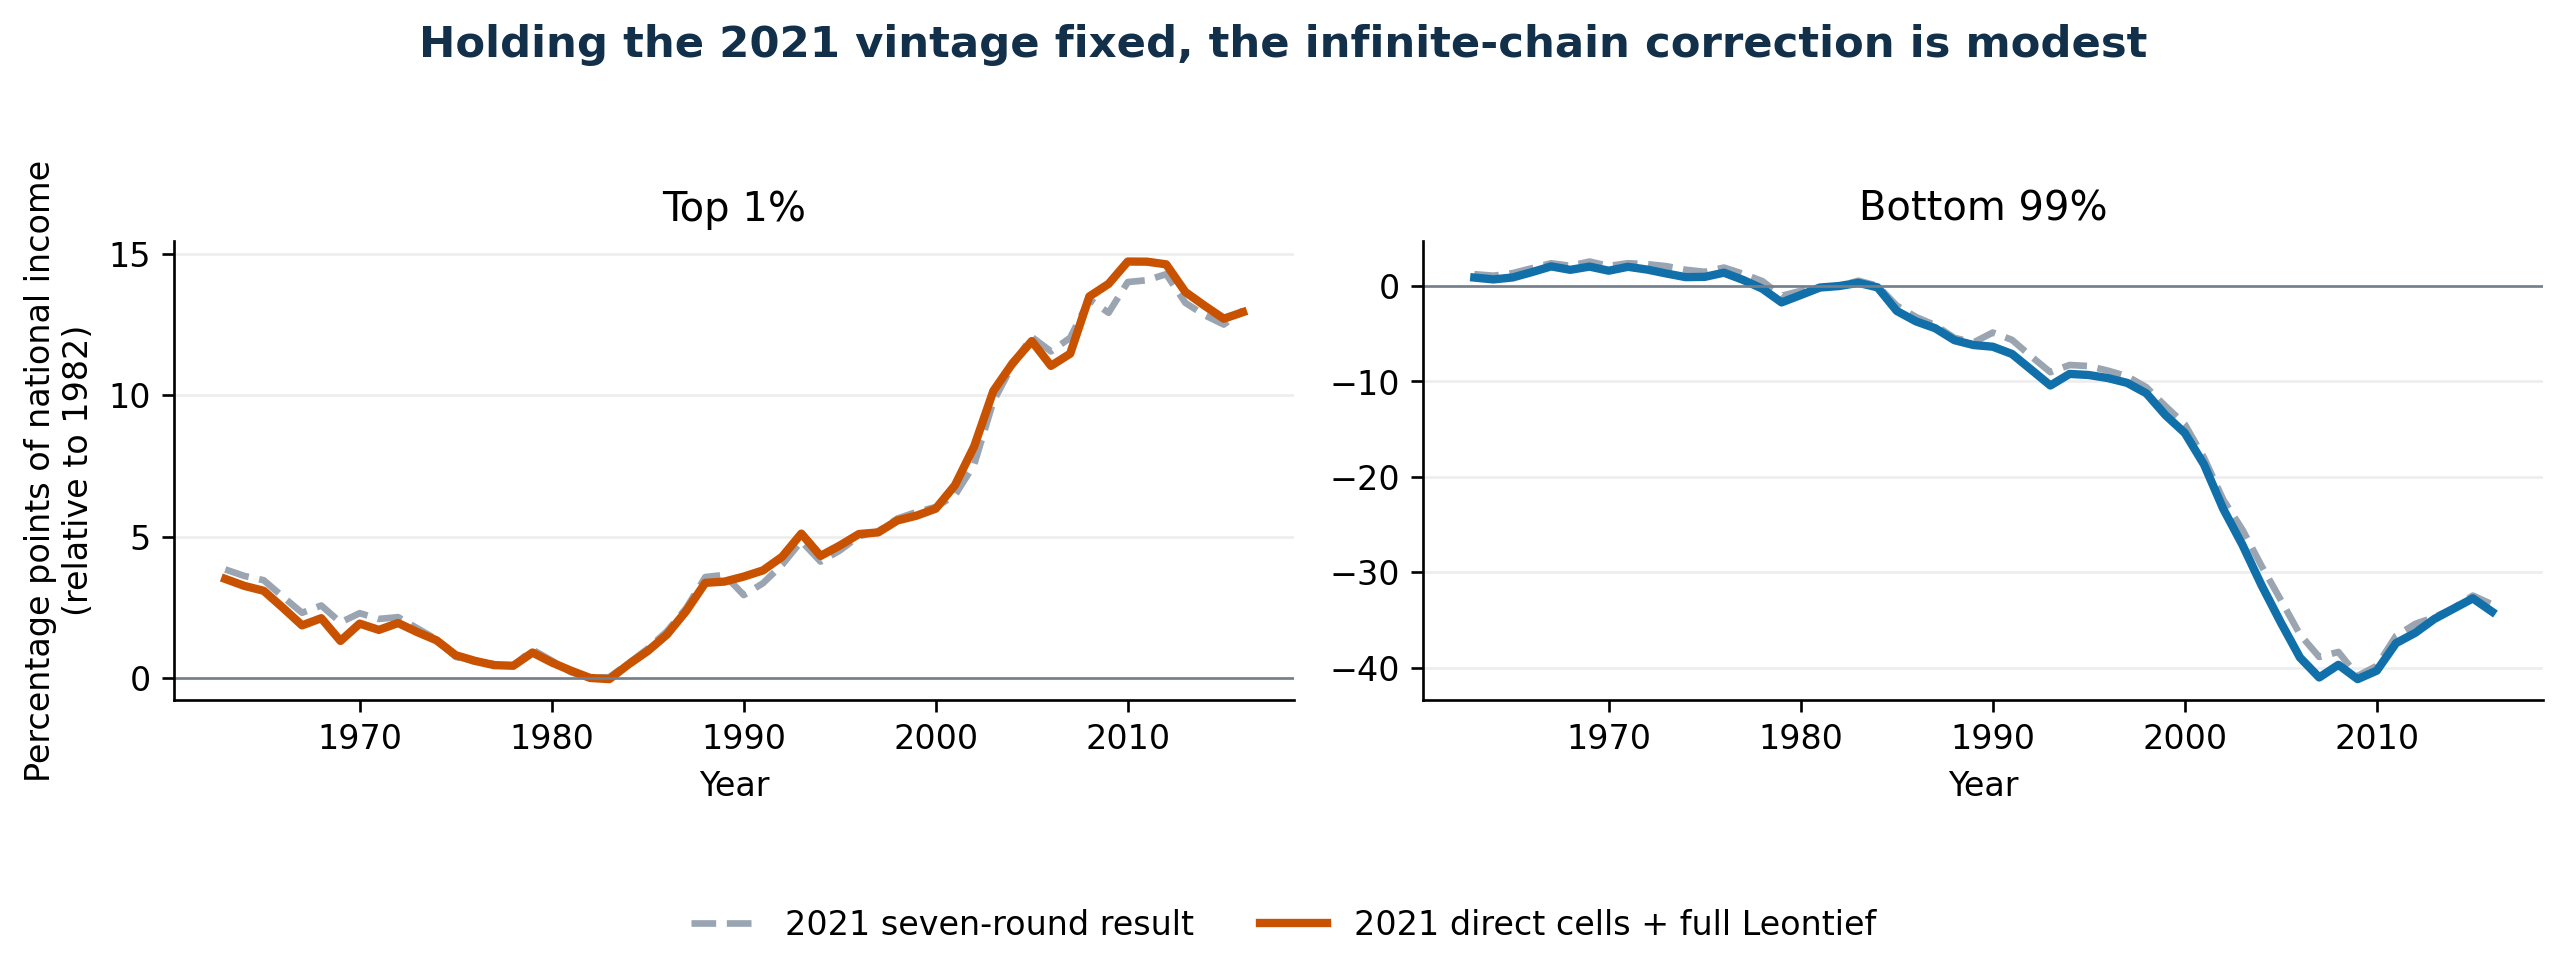 Holding the 2021 vintage fixed, the infinite-chain correction is modest
Percentage points of national income
(relative to 1982)
Top 1%
15
10
5
0
1970 1980 1990 2000 2010
Year
Bottom 99%
0
−10
−20
−30
−40
1970 1980 1990 2000 2010
Year
2021 seven-round result
2021 direct cells + full Leontief